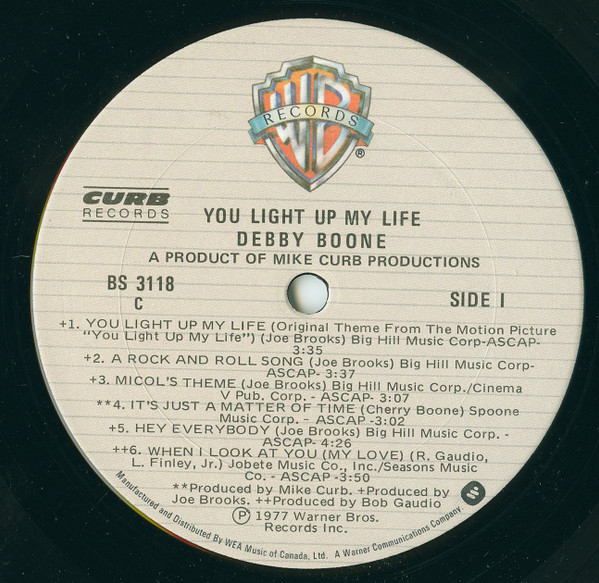 WB
RECORDS
®
CURB
RECORDS
YOU LIGHT UP MY LIFE
DEBBY BOONE
A PRODUCT OF MIKE CURB PRODUCTIONS
BS 3118
C
SIDE I
+1. YOU LIGHT UP MY LIFE (Original Theme From The Motion Picture
"You Light Up My Life") (Joe Brooks) Big Hill Music Corp-ASCAP-
3:35
+2. A ROCK AND ROLL SONG (Joe Brooks) Big Hill Music Corp-
ASCAP- 3:37
+3. MICOL'S THEME (Joe Brooks) Big Hill Music Corp./Cinema
V Pub. Corp. - ASCAP- 3:07
**4. IT'S JUST A MATTER OF TIME (Cherry Boone) Spoone
Music Corp. - ASCAP -3:02
+5. HEY EVERYBODY (Joe Brooks) Big Hill Music Corp. -
ASCAP- 4:26
++6. WHEN I LOOK AT YOU (MY LOVE) (R. Gaudio,
L. Finley, Jr.) Jobete Music Co., Inc./Seasons Music
Co. - ASCAP -3:50
**Produced by Mike Curb. +Produced by
Joe Brooks. ++Produced by Bob Gaudio
Ⓟ 1977 Warner Bros.
Records Inc.
Manufactured and Distributed By WEA Music of Canada, Ltd. A Warner Communications Company